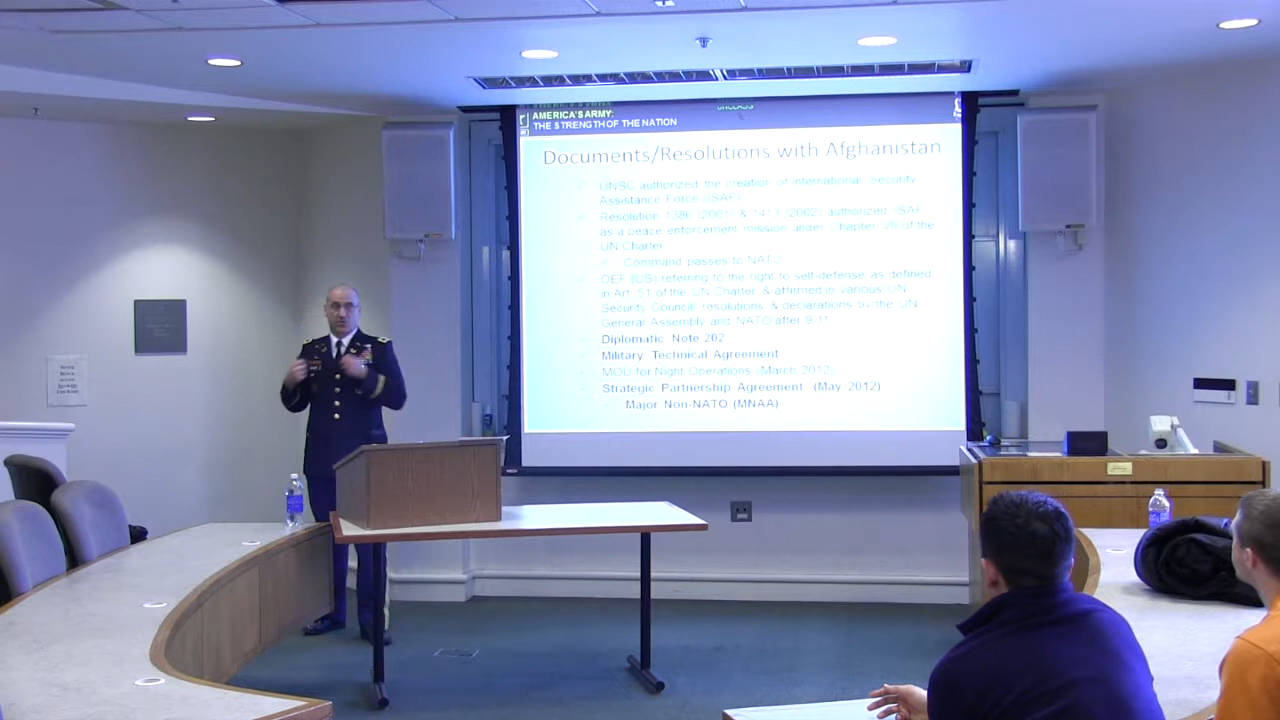 UNCLASS
AMERICA'S ARMY:
THE STRENGTH OF THE NATION
Documents/Resolutions with Afghanistan
UNSC authorized the creation of International Security
Assistance Force (ISAF)
Resolution 1386 (2001) & 1413 (2002) authorized ISAF
as a peace enforcement mission under Chapter VII of the
UN Charter
Command passes to NATO
OEF (US) referring to the right to self-defense as defined
in Art. 51 of the UN Charter & affirmed in various UN
Security Council resolutions & declarations by the UN
General Assembly and NATO after 9-11
Diplomatic Note 202
Military Technical Agreement
MOU for Night Operations (March 2012)
Strategic Partnership Agreement (May 2012)
Major Non-NATO (MNAA)